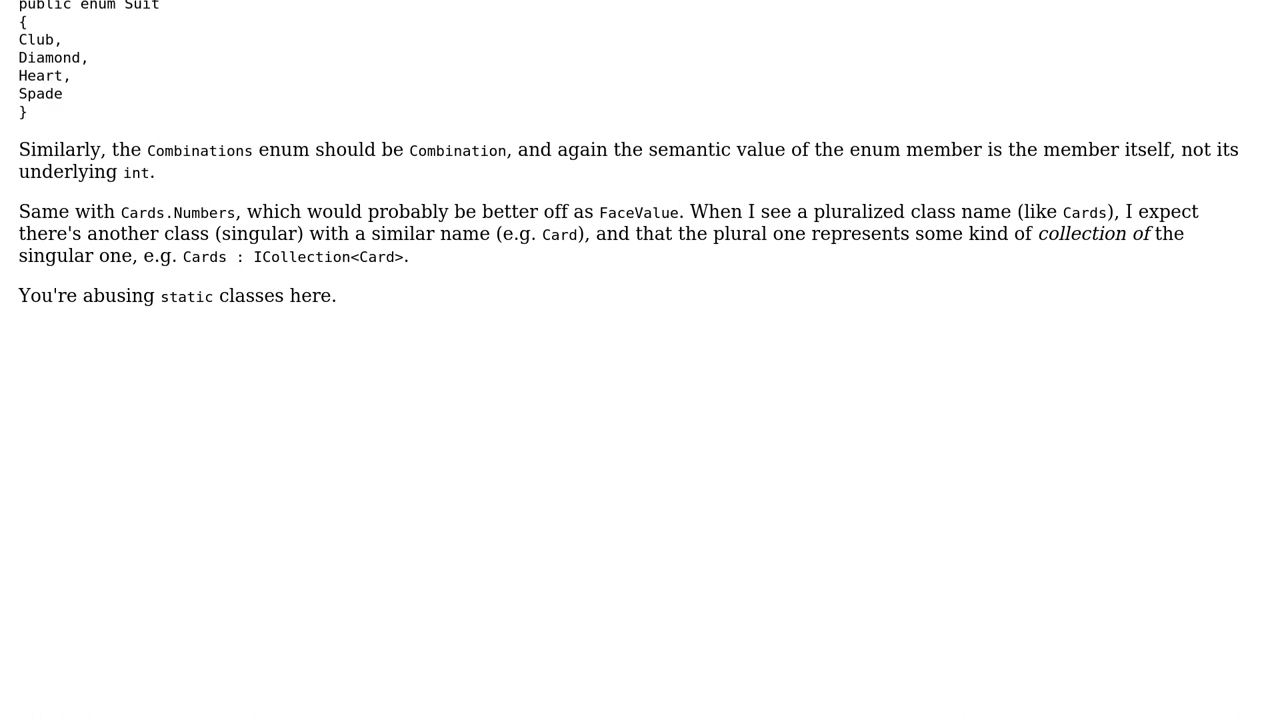 public enum Suit
{
Club,
Diamond,
Heart,
Spade
}
Similarly, the Combinations enum should be Combination, and again the semantic value of the enum member is the member itself, not its
underlying int.
Same with Cards.Numbers, which would probably be better off as FaceValue. When I see a pluralized class name (like Cards), I expect
there's another class (singular) with a similar name (e.g. Card), and that the plural one represents some kind of collection of the
singular one, e.g. Cards : ICollection<Card>.
You're abusing static classes here.